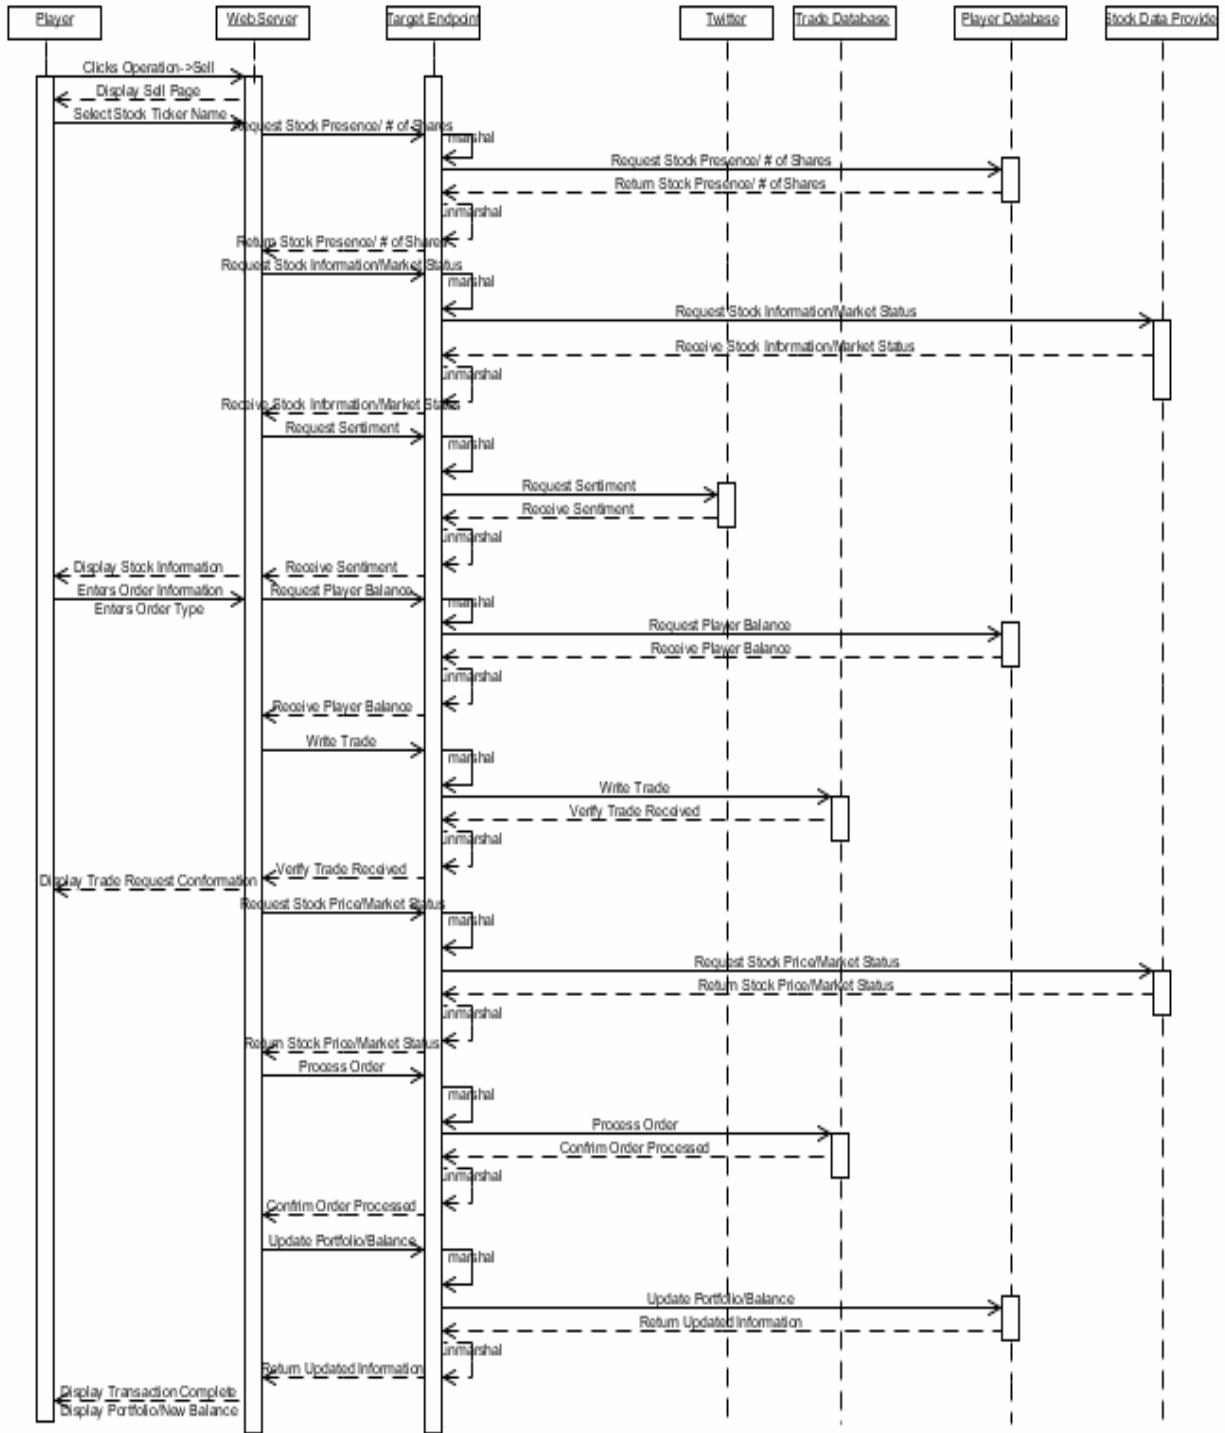 Player
Web Server
Target Endpoint
Twitter
Trade Database
Player Database
Stock Data Provide
Clicks Operation->Sell
Display Sell Page
Select Stock Ticker Name
Request Stock Presence/ # of Shares
marshal
Request Stock Presence/ # of Shares
Return Stock Presence/ # of Shares
unmarshal
Return Stock Presence/ # of Shares
Request Stock Information/Market Status
marshal
Request Stock Information/Market Status
Receive Stock Information/Market Status
unmarshal
Receive Stock Information/Market Status
Request Sentiment
marshal
Request Sentiment
Receive Sentiment
unmarshal
Display Stock Information
Receive Sentiment
Enters Order Information
Request Player Balance
Enters Order Type
marshal
Request Player Balance
Receive Player Balance
unmarshal
Receive Player Balance
Write Trade
marshal
Write Trade
Verify Trade Received
unmarshal
Verify Trade Received
Display Trade Request Conformation
Request Stock Price/Market Status
marshal
Request Stock Price/Market Status
Return Stock Price/Market Status
unmarshal
Return Stock Price/Market Status
Process Order
marshal
Process Order
Confrim Order Processed
unmarshal
Confrim Order Processed
Update Portfolio/Balance
marshal
Update Portfolio/Balance
Return Updated Information
unmarshal
Return Updated Information
Display Transaction Complete
Display Portfolio/New Balance